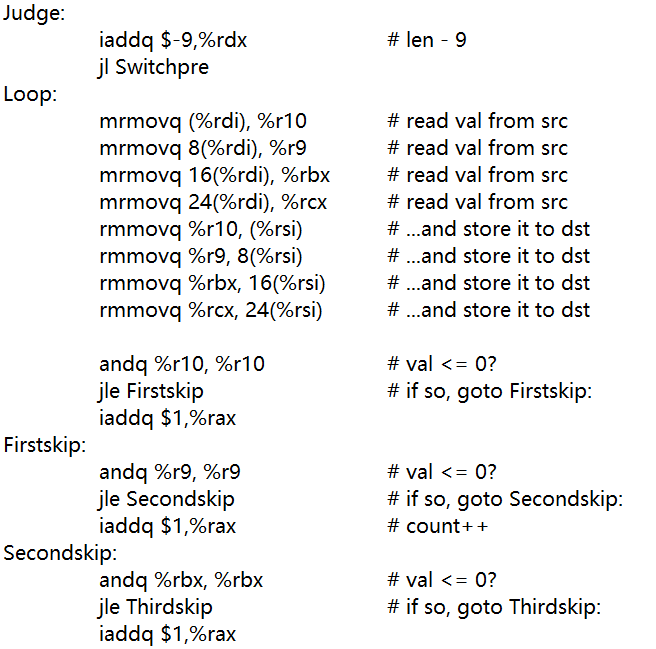 Judge:
iaddq $-9,%rdx # len - 9
jl Switchpre
Loop:
mrmovq (%rdi), %r10 # read val from src
mrmovq 8(%rdi), %r9 # read val from src
mrmovq 16(%rdi), %rbx # read val from src
mrmovq 24(%rdi), %rcx # read val from src
rmmovq %r10, (%rsi) # ...and store it to dst
rmmovq %r9, 8(%rsi) # ...and store it to dst
rmmovq %rbx, 16(%rsi) # ...and store it to dst
rmmovq %rcx, 24(%rsi) # ...and store it to dst
andq %r10, %r10 # val <= 0?
jle Firstskip # if so, goto Firstskip:
iaddq $1,%rax
Firstskip:
andq %r9, %r9 # val <= 0?
jle Secondskip # if so, goto Secondskip:
iaddq $1,%rax # count++
Secondskip:
andq %rbx, %rbx # val <= 0?
jle Thirdskip # if so, goto Thirdskip:
iaddq $1,%rax